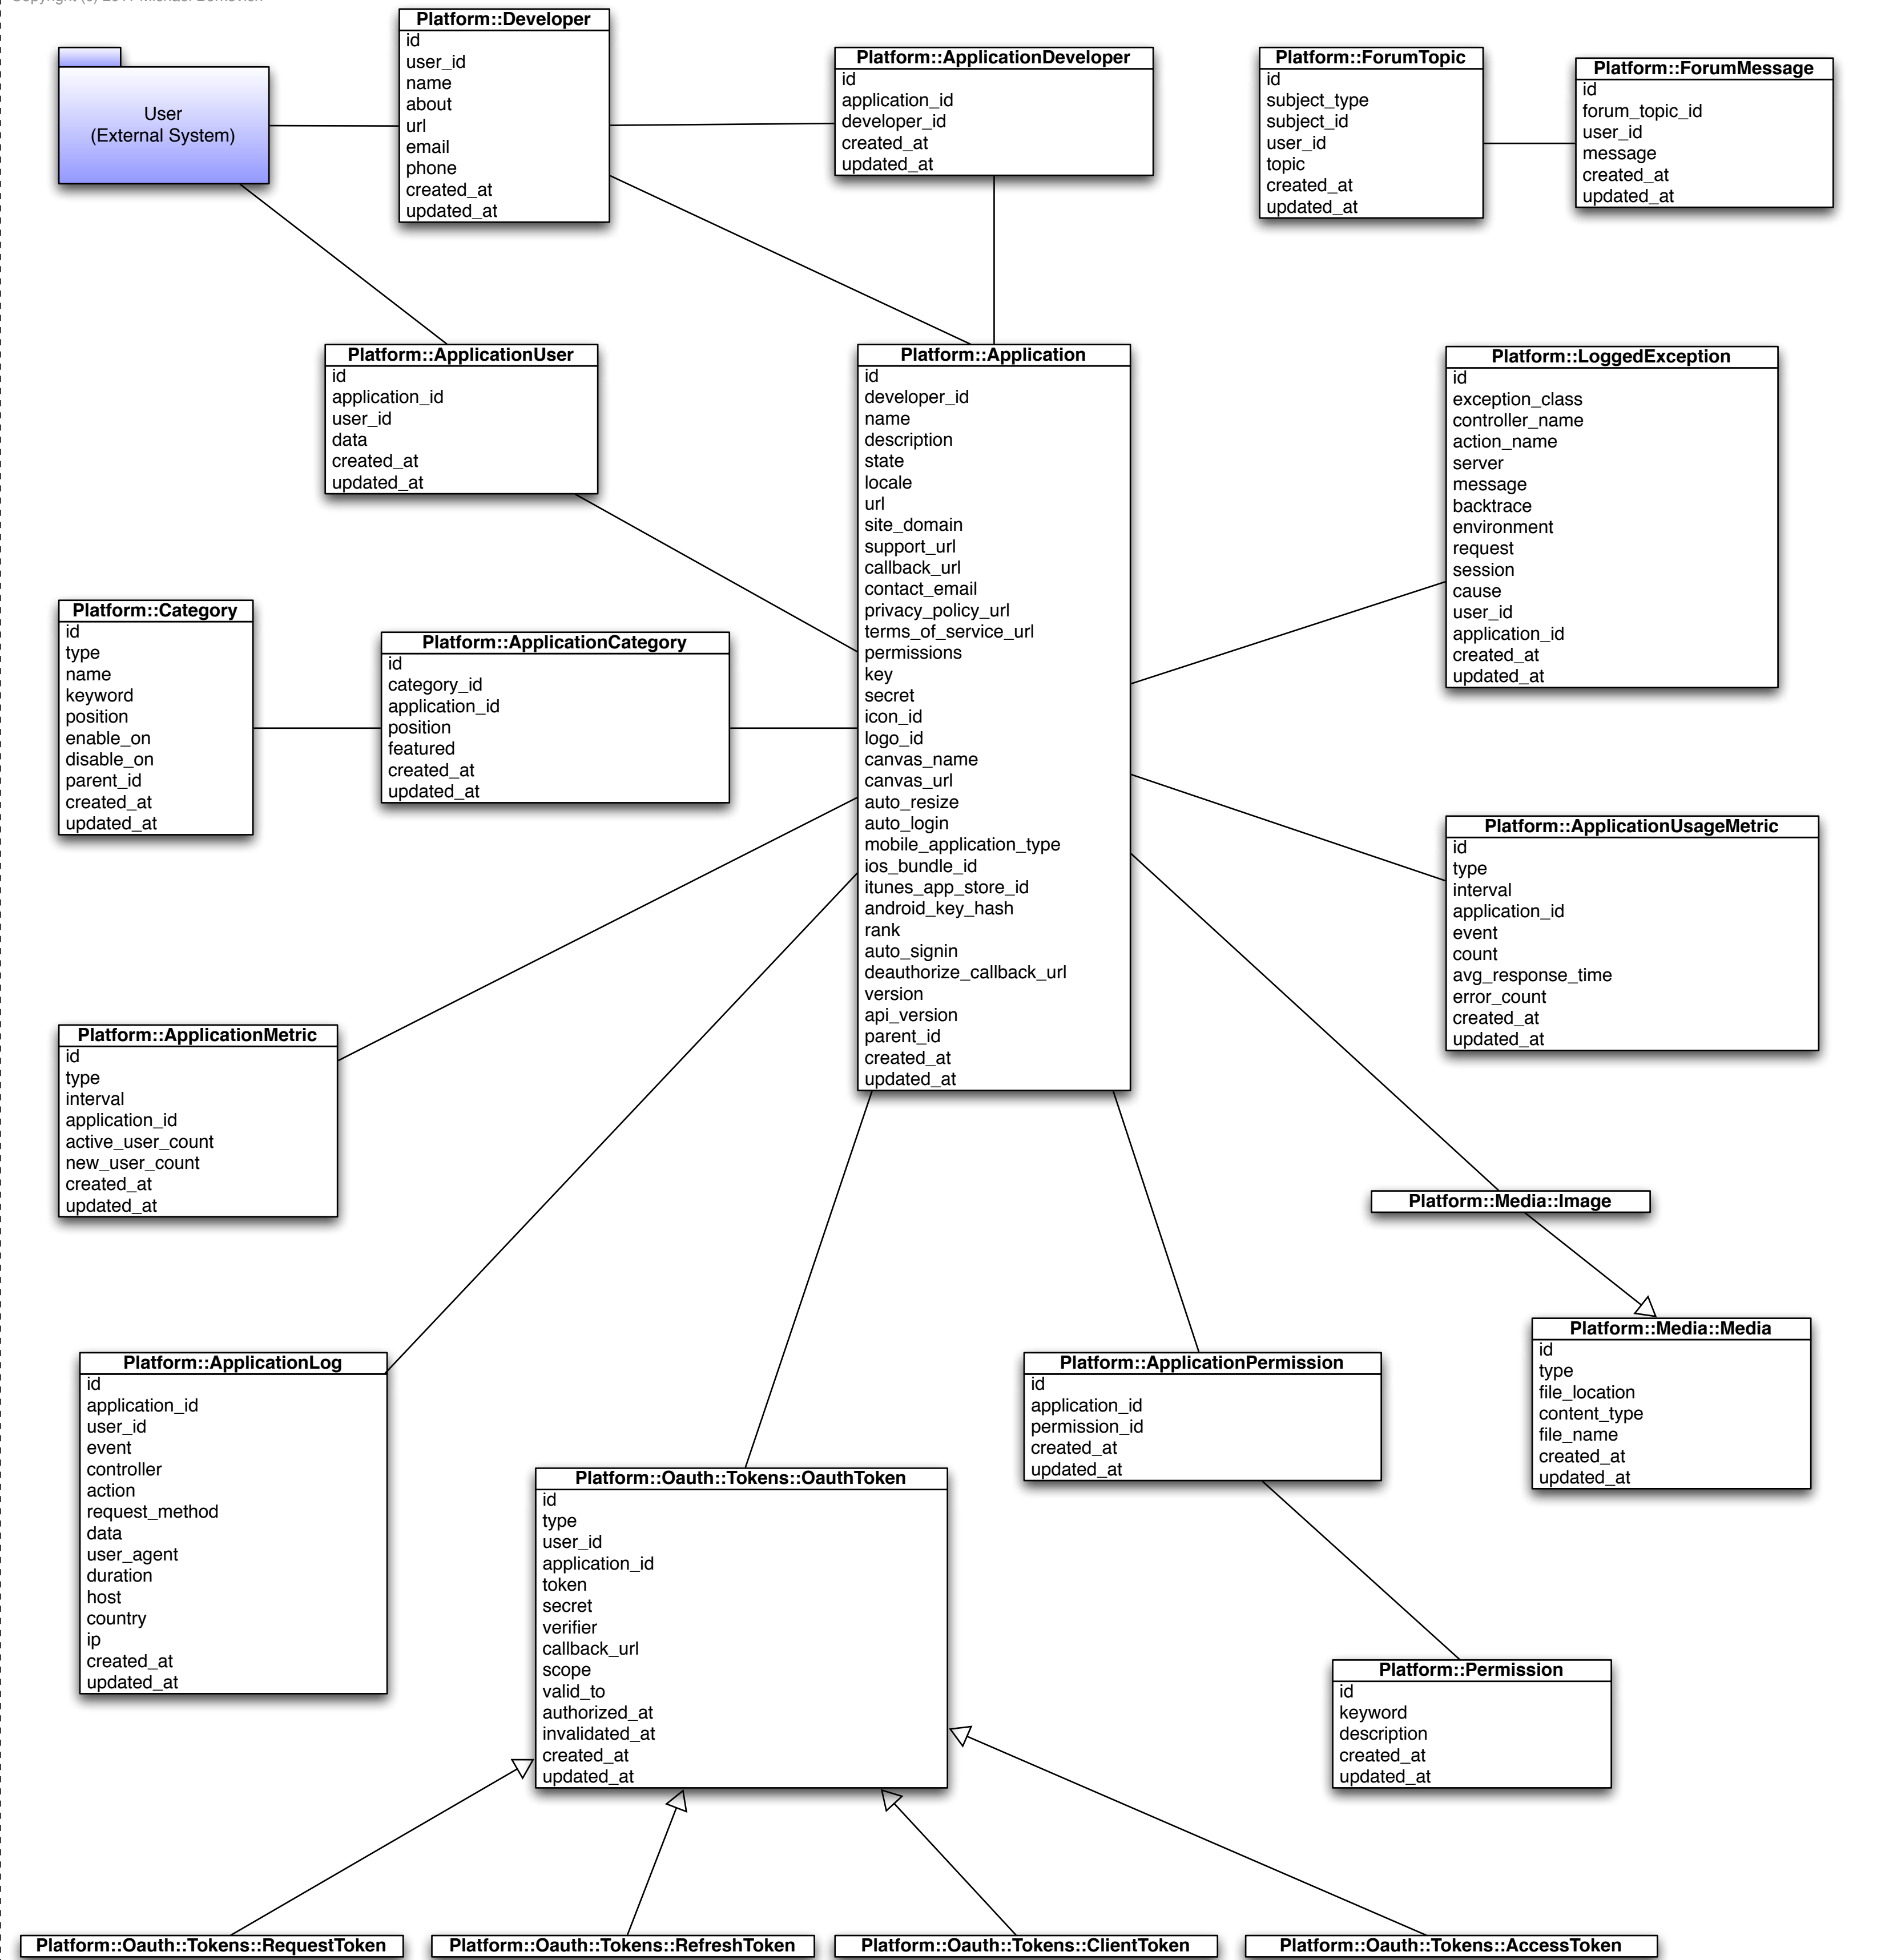 Platform::Developer
id
user_id
name
about
url
email
phone
created_at
updated_at
User
(External System)
Platform::ApplicationDeveloper
id
application_id
developer_id
created_at
updated_at
Platform::ForumTopic
id
subject_type
subject_id
user_id
topic
created_at
updated_at
Platform::ForumMessage
id
forum_topic_id
user_id
message
created_at
updated_at
Platform::ApplicationUser
id
application_id
user_id
data
created_at
updated_at
Platform::Application
id
developer_id
name
description
state
locale
url
site_domain
support_url
callback_url
contact_email
privacy_policy_url
terms_of_service_url
permissions
key
secret
icon_id
logo_id
canvas_name
canvas_url
auto_resize
auto_login
mobile_application_type
ios_bundle_id
itunes_app_store_id
android_key_hash
rank
auto_signin
deauthorize_callback_url
version
api_version
parent_id
created_at
updated_at
Platform::LoggedException
id
exception_class
controller_name
action_name
server
message
backtrace
environment
request
session
cause
user_id
application_id
created_at
updated_at
Platform::Category
id
type
name
keyword
position
enable_on
disable_on
parent_id
created_at
updated_at
Platform::ApplicationCategory
id
category_id
application_id
position
featured
created_at
updated_at
Platform::ApplicationUsageMetric
id
type
interval
application_id
event
count
avg_response_time
error_count
created_at
updated_at
Platform::ApplicationMetric
id
type
interval
application_id
active_user_count
new_user_count
created_at
updated_at
Platform::Media::Image
Platform::Media::Media
id
type
file_location
content_type
file_name
created_at
updated_at
Platform::ApplicationLog
id
application_id
user_id
event
controller
action
request_method
data
user_agent
duration
host
country
ip
created_at
updated_at
Platform::ApplicationPermission
id
application_id
permission_id
created_at
updated_at
Platform::Oauth::Tokens::OauthToken
id
type
user_id
application_id
token
secret
verifier
callback_url
scope
valid_to
authorized_at
invalidated_at
created_at
updated_at
Platform::Permission
id
keyword
description
created_at
updated_at
Platform::Oauth::Tokens::RequestToken
Platform::Oauth::Tokens::RefreshToken
Platform::Oauth::Tokens::ClientToken
Platform::Oauth::Tokens::AccessToken